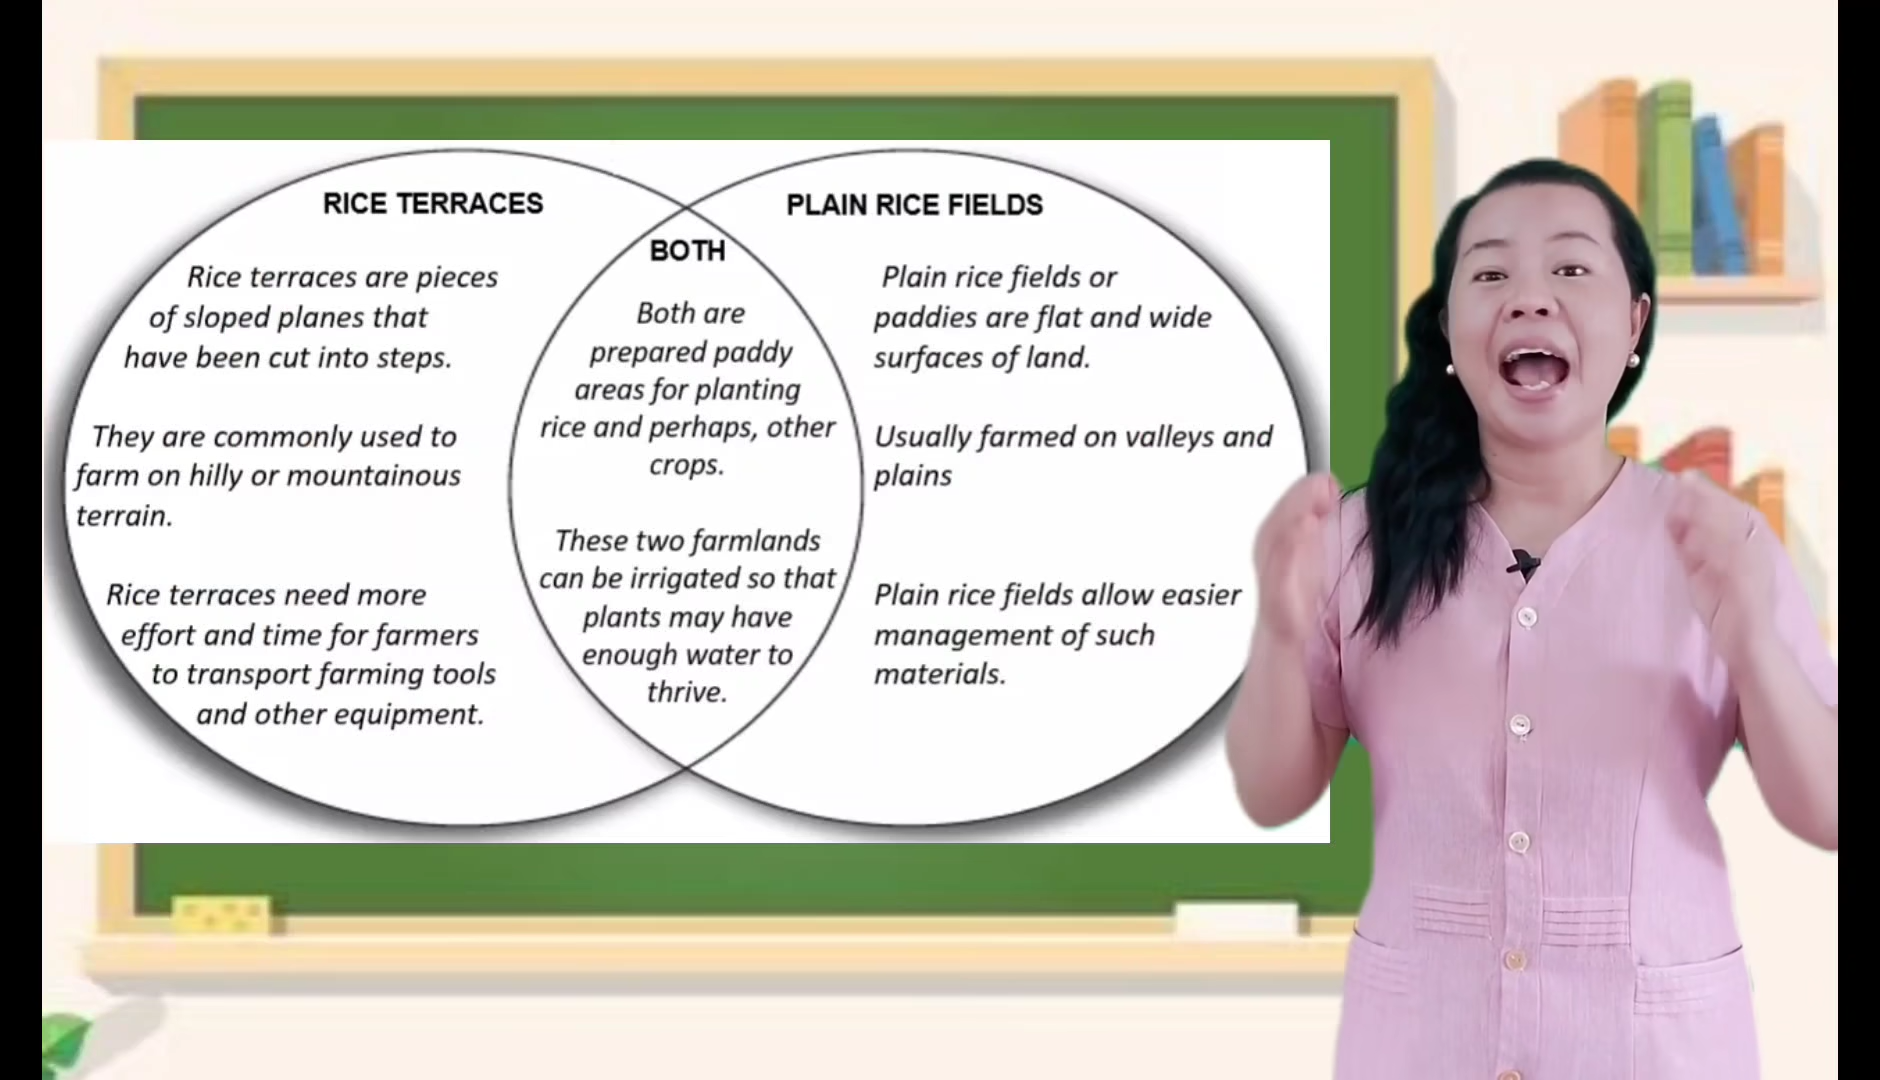 RICE TERRACES
Rice terraces are pieces
of sloped planes that
have been cut into steps.
They are commonly used to
farm on hilly or mountainous
terrain.
Rice terraces need more
effort and time for farmers
to transport farming tools
and other equipment.
BOTH
Both are
prepared paddy
areas for planting
rice and perhaps, other
crops.
These two farmlands
can be irrigated so that
plants may have
enough water to
thrive.
PLAIN RICE FIELDS
Plain rice fields or
paddies are flat and wide
surfaces of land.
Usually farmed on valleys and
plains
Plain rice fields allow easier
management of such
materials.